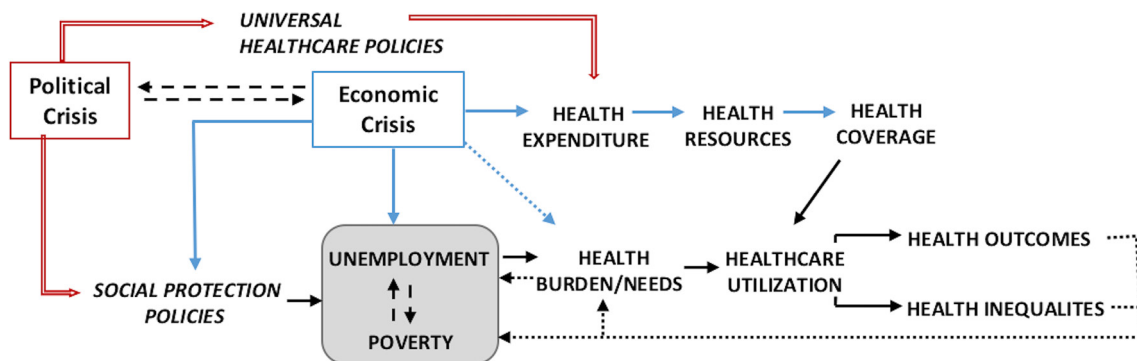 UNIVERSAL
HEALTHCARE POLICIES
Political
Crisis
Economic
Crisis
HEALTH
EXPENDITURE
HEALTH
RESOURCES
HEALTH
COVERAGE
UNEMPLOYMENT
POVERTY
HEALTH
BURDEN/NEEDS
HEALTHCARE
UTILIZATION
HEALTH OUTCOMES
HEALTH INEQUALITES
SOCIAL PROTECTION
POLICIES